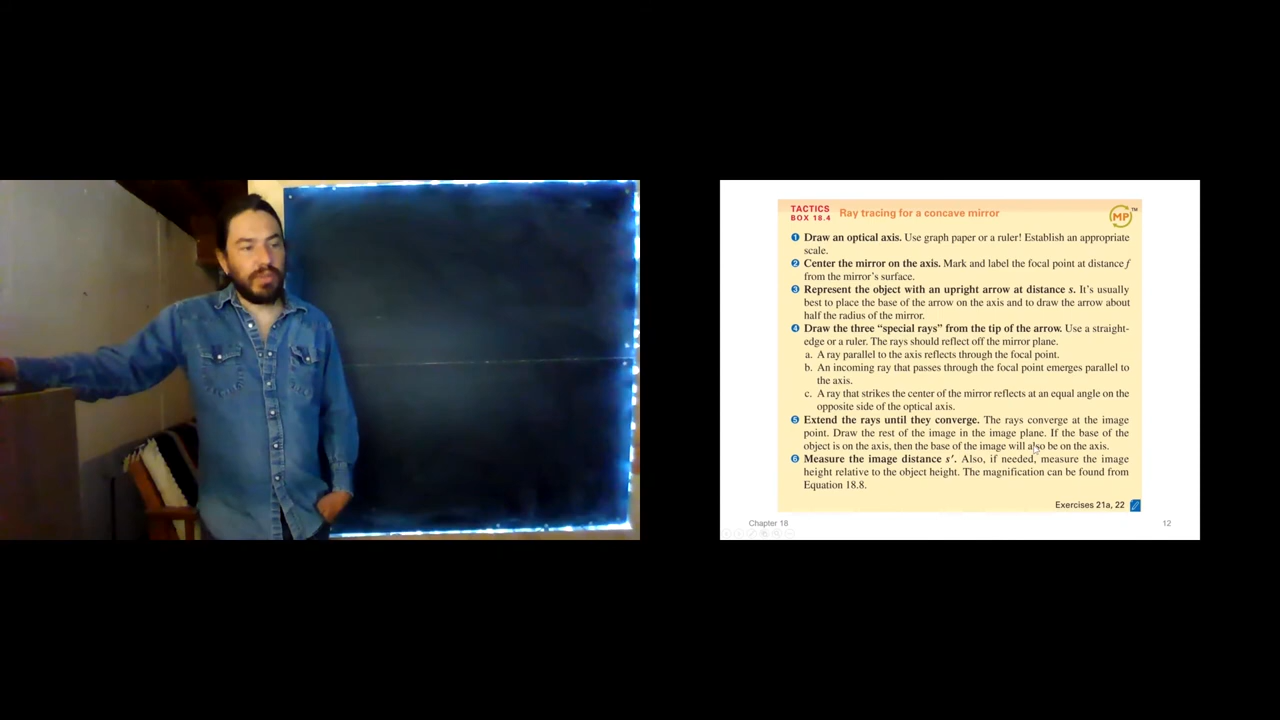 TACTICS
BOX 18.4
Ray tracing for a concave mirror
MP™
1 Draw an optical axis. Use graph paper or a ruler! Establish an appropriate
scale.
2 Center the mirror on the axis. Mark and label the focal point at distance f
from the mirror's surface.
3 Represent the object with an upright arrow at distance s. It's usually
best to place the base of the arrow on the axis and to draw the arrow about
half the radius of the mirror.
4 Draw the three “special rays” from the tip of the arrow. Use a straight-
edge or a ruler. The rays should reflect off the mirror plane.
a. A ray parallel to the axis reflects through the focal point.
b. An incoming ray that passes through the focal point emerges parallel to
the axis.
c. A ray that strikes the center of the mirror reflects at an equal angle on the
opposite side of the optical axis.
5 Extend the rays until they converge. The rays converge at the image
point. Draw the rest of the image in the image plane. If the base of the
object is on the axis, then the base of the image will also be on the axis.
6 Measure the image distance s′. Also, if needed, measure the image
height relative to the object height. The magnification can be found from
Equation 18.8.
Exercises 21a, 22
Chapter 18
12